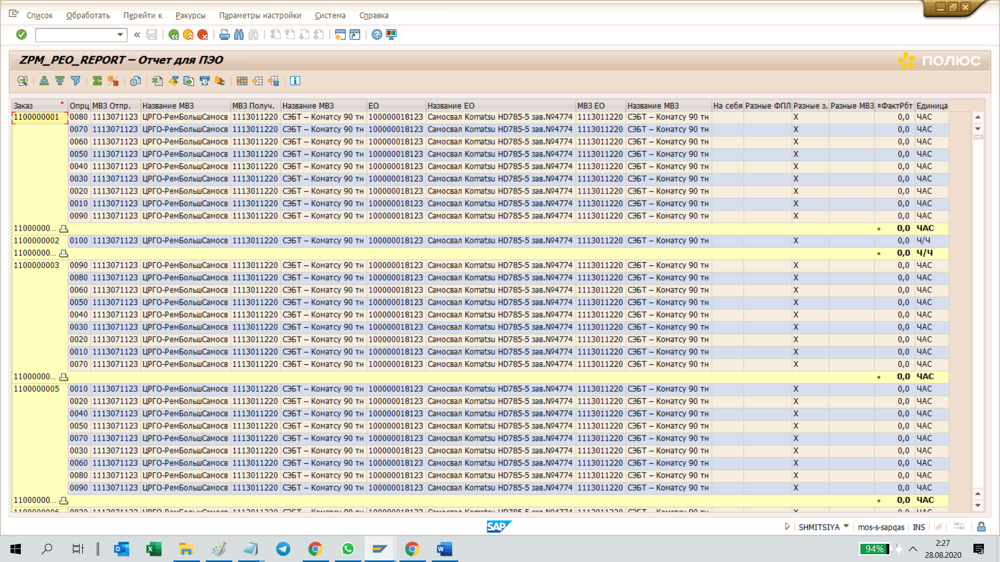 Список Обработать Перейти к Ракурсы Параметры настройки Система Справка
ZPM_PEO_REPORT – Отчет для ПЭО
ПОЛЮС
Заказ Опрц МВЗ Отпр. Название МВЗ МВЗ Получ. Название МВЗ ЕО Название ЕО МВЗ ЕО Название МВЗ На себя Разные ФПЛ Разные з. Разные МВЗ ΣФактРбт Единица
1100000001 0080 1113071123 ЦРГО-РемБольшСамосв 1113011220 СЭБТ – Коматсу 90 тн 100000018123 Самосвал Komatsu HD785-5 зав.№4774 1113011220 СЭБТ – Коматсу 90 тн X 0,0 ЧАС
0070 1113071123 ЦРГО-РемБольшСамосв 1113011220 СЭБТ – Коматсу 90 тн 100000018123 Самосвал Komatsu HD785-5 зав.№4774 1113011220 СЭБТ – Коматсу 90 тн X 0,0 ЧАС
0060 1113071123 ЦРГО-РемБольшСамосв 1113011220 СЭБТ – Коматсу 90 тн 100000018123 Самосвал Komatsu HD785-5 зав.№4774 1113011220 СЭБТ – Коматсу 90 тн X 0,0 ЧАС
0050 1113071123 ЦРГО-РемБольшСамосв 1113011220 СЭБТ – Коматсу 90 тн 100000018123 Самосвал Komatsu HD785-5 зав.№4774 1113011220 СЭБТ – Коматсу 90 тн X 0,0 ЧАС
0040 1113071123 ЦРГО-РемБольшСамосв 1113011220 СЭБТ – Коматсу 90 тн 100000018123 Самосвал Komatsu HD785-5 зав.№4774 1113011220 СЭБТ – Коматсу 90 тн X 0,0 ЧАС
0030 1113071123 ЦРГО-РемБольшСамосв 1113011220 СЭБТ – Коматсу 90 тн 100000018123 Самосвал Komatsu HD785-5 зав.№4774 1113011220 СЭБТ – Коматсу 90 тн X 0,0 ЧАС
0020 1113071123 ЦРГО-РемБольшСамосв 1113011220 СЭБТ – Коматсу 90 тн 100000018123 Самосвал Komatsu HD785-5 зав.№4774 1113011220 СЭБТ – Коматсу 90 тн X 0,0 ЧАС
0010 1113071123 ЦРГО-РемБольшСамосв 1113011220 СЭБТ – Коматсу 90 тн 100000018123 Самосвал Komatsu HD785-5 зав.№4774 1113011220 СЭБТ – Коматсу 90 тн X 0,0 ЧАС
0090 1113071123 ЦРГО-РемБольшСамосв 1113011220 СЭБТ – Коматсу 90 тн 100000018123 Самосвал Komatsu HD785-5 зав.№4774 1113011220 СЭБТ – Коматсу 90 тн X 0,0 ЧАС
11000000... 0,0 ЧАС
1100000002 0100 1113071123 ЦРГО-РемБольшСамосв 1113011220 СЭБТ – Коматсу 90 тн 100000018123 Самосвал Komatsu HD785-5 зав.№4774 1113011220 СЭБТ – Коматсу 90 тн X 0,0 Ч/Ч
11000000... 0,0 Ч/Ч
1100000003 0090 1113071123 ЦРГО-РемБольшСамосв 1113011220 СЭБТ – Коматсу 90 тн 100000018123 Самосвал Komatsu HD785-5 зав.№4774 1113011220 СЭБТ – Коматсу 90 тн X 0,0 ЧАС
0080 1113071123 ЦРГО-РемБольшСамосв 1113011220 СЭБТ – Коматсу 90 тн 100000018123 Самосвал Komatsu HD785-5 зав.№4774 1113011220 СЭБТ – Коматсу 90 тн X 0,0 ЧАС
0060 1113071123 ЦРГО-РемБольшСамосв 1113011220 СЭБТ – Коматсу 90 тн 100000018123 Самосвал Komatsu HD785-5 зав.№4774 1113011220 СЭБТ – Коматсу 90 тн X 0,0 ЧАС
0050 1113071123 ЦРГО-РемБольшСамосв 1113011220 СЭБТ – Коматсу 90 тн 100000018123 Самосвал Komatsu HD785-5 зав.№4774 1113011220 СЭБТ – Коматсу 90 тн X 0,0 ЧАС
0040 1113071123 ЦРГО-РемБольшСамосв 1113011220 СЭБТ – Коматсу 90 тн 100000018123 Самосвал Komatsu HD785-5 зав.№4774 1113011220 СЭБТ – Коматсу 90 тн X 0,0 ЧАС
0030 1113071123 ЦРГО-РемБольшСамосв 1113011220 СЭБТ – Коматсу 90 тн 100000018123 Самосвал Komatsu HD785-5 зав.№4774 1113011220 СЭБТ – Коматсу 90 тн X 0,0 ЧАС
0020 1113071123 ЦРГО-РемБольшСамосв 1113011220 СЭБТ – Коматсу 90 тн 100000018123 Самосвал Komatsu HD785-5 зав.№4774 1113011220 СЭБТ – Коматсу 90 тн X 0,0 ЧАС
0010 1113071123 ЦРГО-РемБольшСамосв 1113011220 СЭБТ – Коматсу 90 тн 100000018123 Самосвал Komatsu HD785-5 зав.№4774 1113011220 СЭБТ – Коматсу 90 тн X 0,0 ЧАС
0070 1113071123 ЦРГО-РемБольшСамосв 1113011220 СЭБТ – Коматсу 90 тн 100000018123 Самосвал Komatsu HD785-5 зав.№4774 1113011220 СЭБТ – Коматсу 90 тн X 0,0 ЧАС
11000000... 0,0 ЧАС
1100000005 0010 1113071123 ЦРГО-РемБольшСамосв 1113011220 СЭБТ – Коматсу 90 тн 100000018123 Самосвал Komatsu HD785-5 зав.№4774 1113011220 СЭБТ – Коматсу 90 тн X 0,0 ЧАС
0020 1113071123 ЦРГО-РемБольшСамосв 1113011220 СЭБТ – Коматсу 90 тн 100000018123 Самосвал Komatsu HD785-5 зав.№4774 1113011220 СЭБТ – Коматсу 90 тн X 0,0 ЧАС
0040 1113071123 ЦРГО-РемБольшСамосв 1113011220 СЭБТ – Коматсу 90 тн 100000018123 Самосвал Komatsu HD785-5 зав.№4774 1113011220 СЭБТ – Коматсу 90 тн X 0,0 ЧАС
0050 1113071123 ЦРГО-РемБольшСамосв 1113011220 СЭБТ – Коматсу 90 тн 100000018123 Самосвал Komatsu HD785-5 зав.№4774 1113011220 СЭБТ – Коматсу 90 тн X 0,0 ЧАС
0070 1113071123 ЦРГО-РемБольшСамосв 1113011220 СЭБТ – Коматсу 90 тн 100000018123 Самосвал Komatsu HD785-5 зав.№4774 1113011220 СЭБТ – Коматсу 90 тн X 0,0 ЧАС
0030 1113071123 ЦРГО-РемБольшСамосв 1113011220 СЭБТ – Коматсу 90 тн 100000018123 Самосвал Komatsu HD785-5 зав.№4774 1113011220 СЭБТ – Коматсу 90 тн X 0,0 ЧАС
0060 1113071123 ЦРГО-РемБольшСамосв 1113011220 СЭБТ – Коматсу 90 тн 100000018123 Самосвал Komatsu HD785-5 зав.№4774 1113011220 СЭБТ – Коматсу 90 тн X 0,0 ЧАС
0080 1113071123 ЦРГО-РемБольшСамосв 1113011220 СЭБТ – Коматсу 90 тн 100000018123 Самосвал Komatsu HD785-5 зав.№4774 1113011220 СЭБТ – Коматсу 90 тн X 0,0 ЧАС
0090 1113071123 ЦРГО-РемБольшСамосв 1113011220 СЭБТ – Коматсу 90 тн 100000018123 Самосвал Komatsu HD785-5 зав.№4774 1113011220 СЭБТ – Коматсу 90 тн X 0,0 ЧАС
11000000... 0,0 ЧАС
SAP SHMITSIYA mos-s-sapqas INS
94% 2:27
28.08.2020